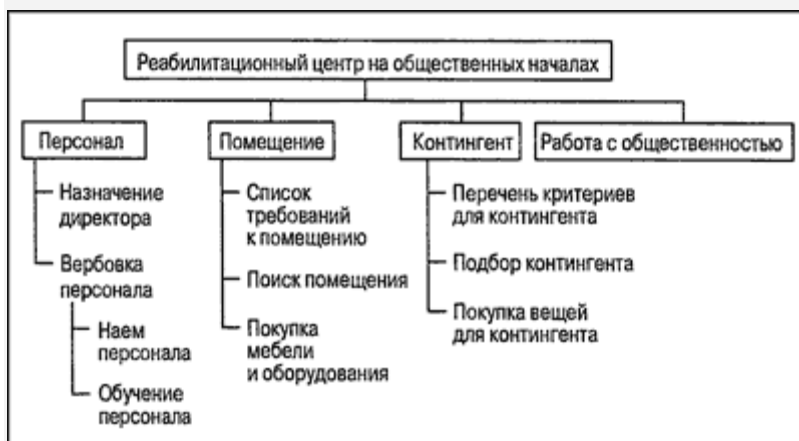 Реабилитационный центр на общественных началах
Персонал
Помещение
Контингент
Работа с общественностью
Назначение
директора
Вербовка
персонала
Наем
персонала
Обучение
персонала
Список
требований
к помещению
Поиск помещения
Покупка
мебели
и оборудования
Перечень критериев
для контингента
Подбор контингента
Покупка вещей
для контингента